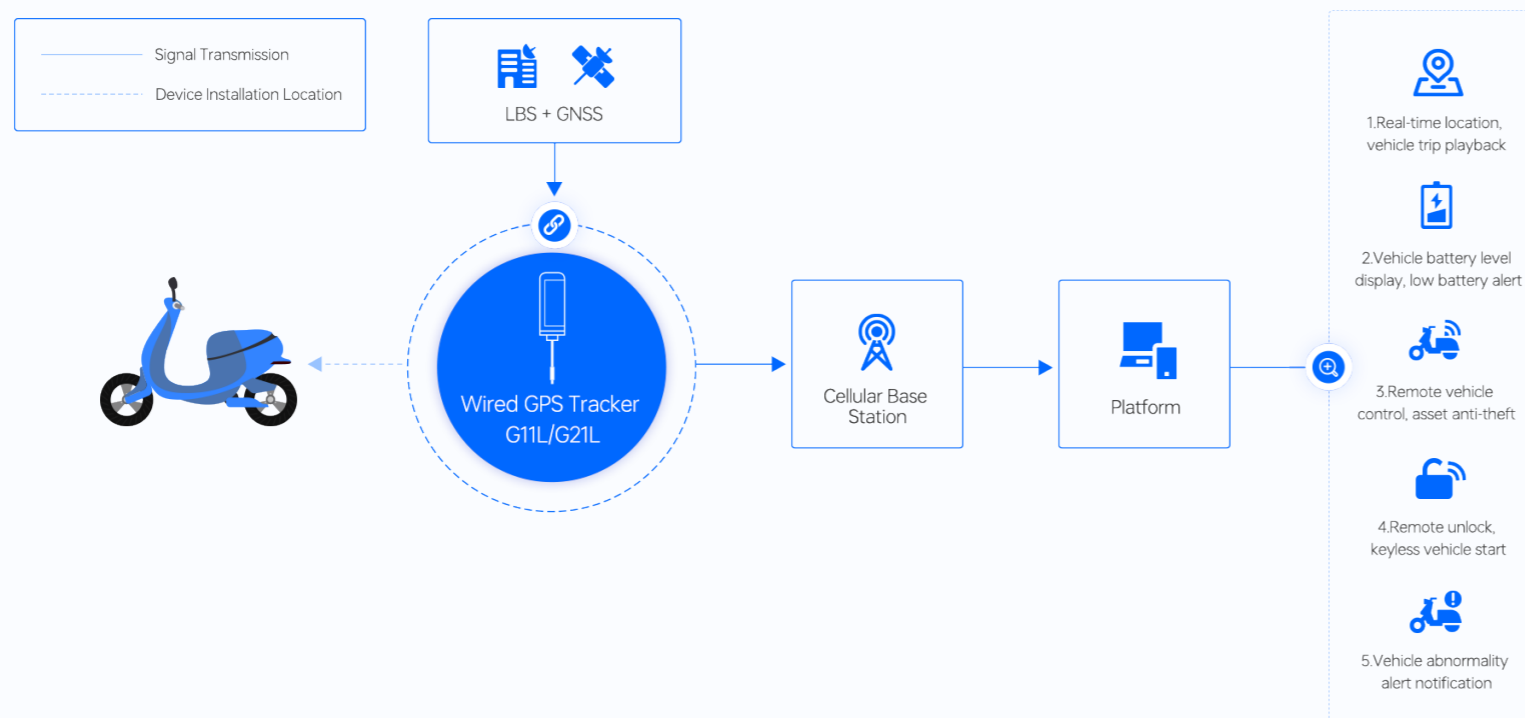 Signal Transmission
Device Installation Location
LBS + GNSS
Wired GPS Tracker
G11L/G21L
Cellular Base
Station
Platform
1.Real-time location,
vehicle trip playback
2.Vehicle battery level
display, low battery alert
3.Remote vehicle
control, asset anti-theft
4.Remote unlock,
keyless vehicle start
5.Vehicle abnormality
alert notification